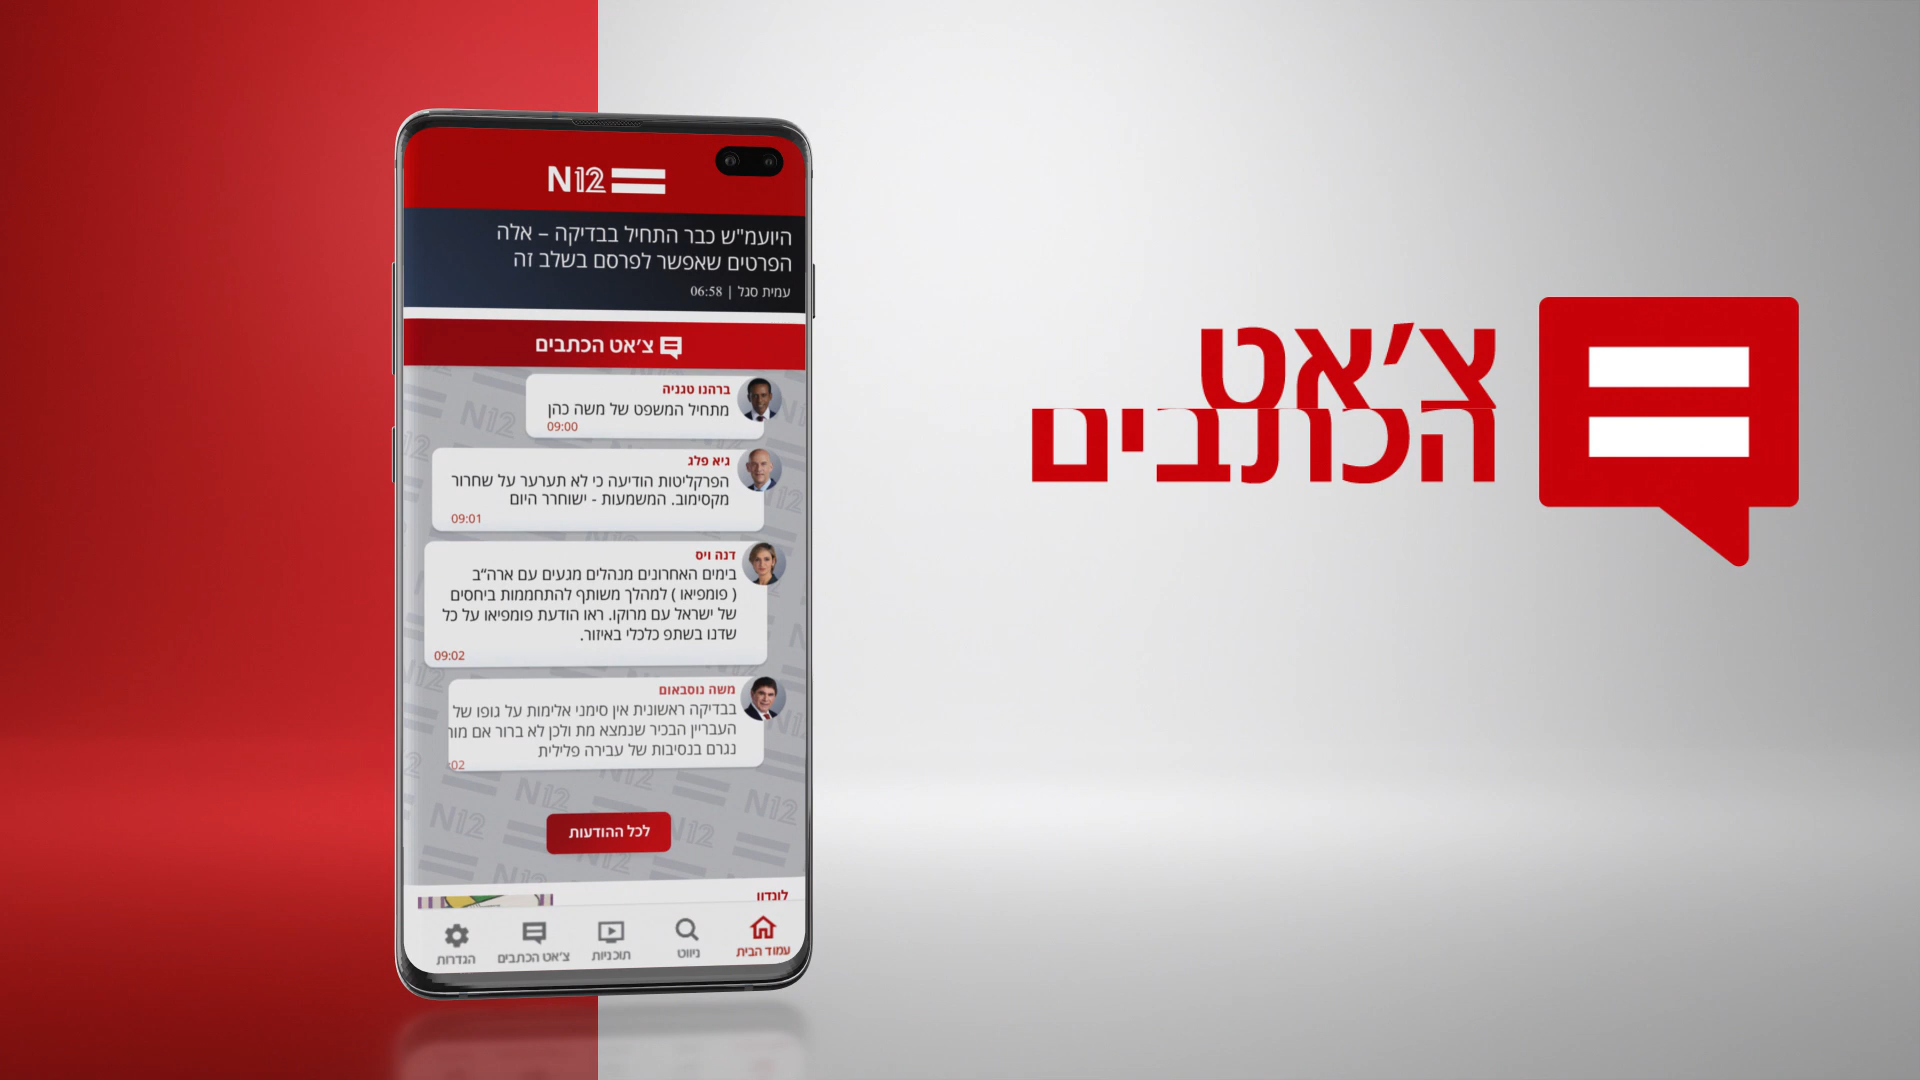 N12
היועמ"ש כבר התחיל בבדיקה – אלה
הפרטים שאפשר לפרסם בשלב זה
עמית סגל | 06:58
צ'אט הכתבים
ברהנו טגניה
מתחיל המשפט של משה כהן
09:00
גיא פלג
הפרקליטות הודיעה כי לא תערער על שחרור
מקסימוב. המשמעות - ישוחרר היום
09:01
דנה ויס
בימים האחרונים מנהלים מגעים עם ארה"ב
( פומפיאו ) למהלך משותף להתחממות ביחסים
של ישראל עם מרוקו. ראו הודעת פומפיאו על כל
שדנו בשתפ כלכלי באיזור.
09:02
משה נוסבאום
בבדיקה ראשונית אין סימני אלימות על גופו של
העבריין הבכיר שנמצא מת ולכן לא ברור אם
נגרם בנסיבות של עבירה פלילית
:02
לכל ההודעות
לונדון
עמוד הבית
ניווט
תוכניות
צ'אט הכתבים
הגדרות
צ'אט
הכתבים